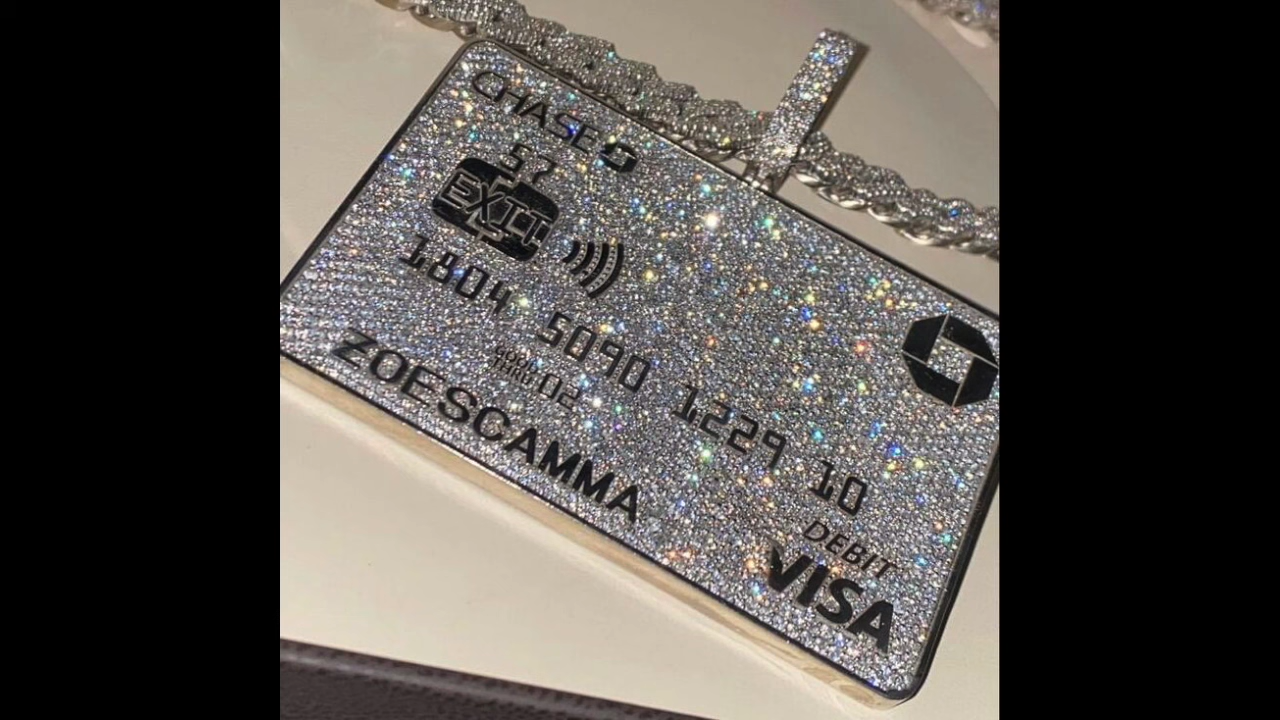 CHASE
57
EXIT
1804 5090 1229 10
GOOD
THRU 02
ZOESCAMMA
DEBIT
VISA